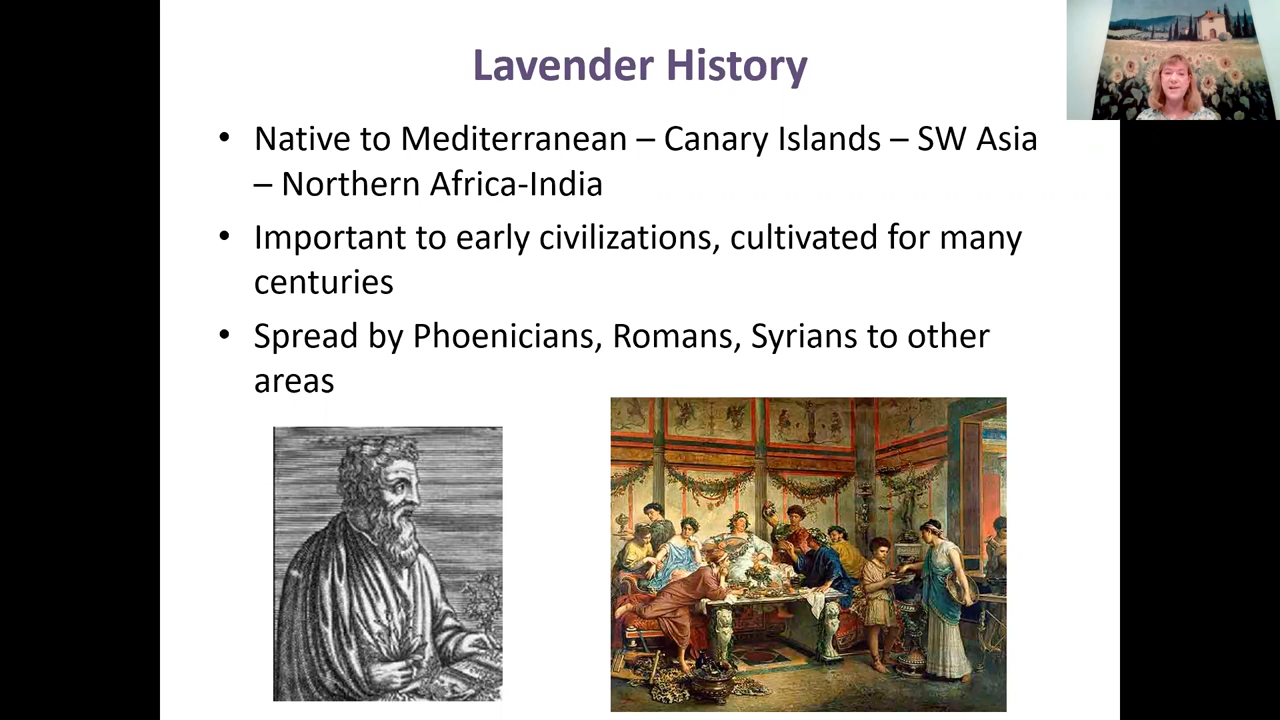 Lavender History
• Native to Mediterranean – Canary Islands – SW Asia
– Northern Africa-India
• Important to early civilizations, cultivated for many
centuries
• Spread by Phoenicians, Romans, Syrians to other
areas